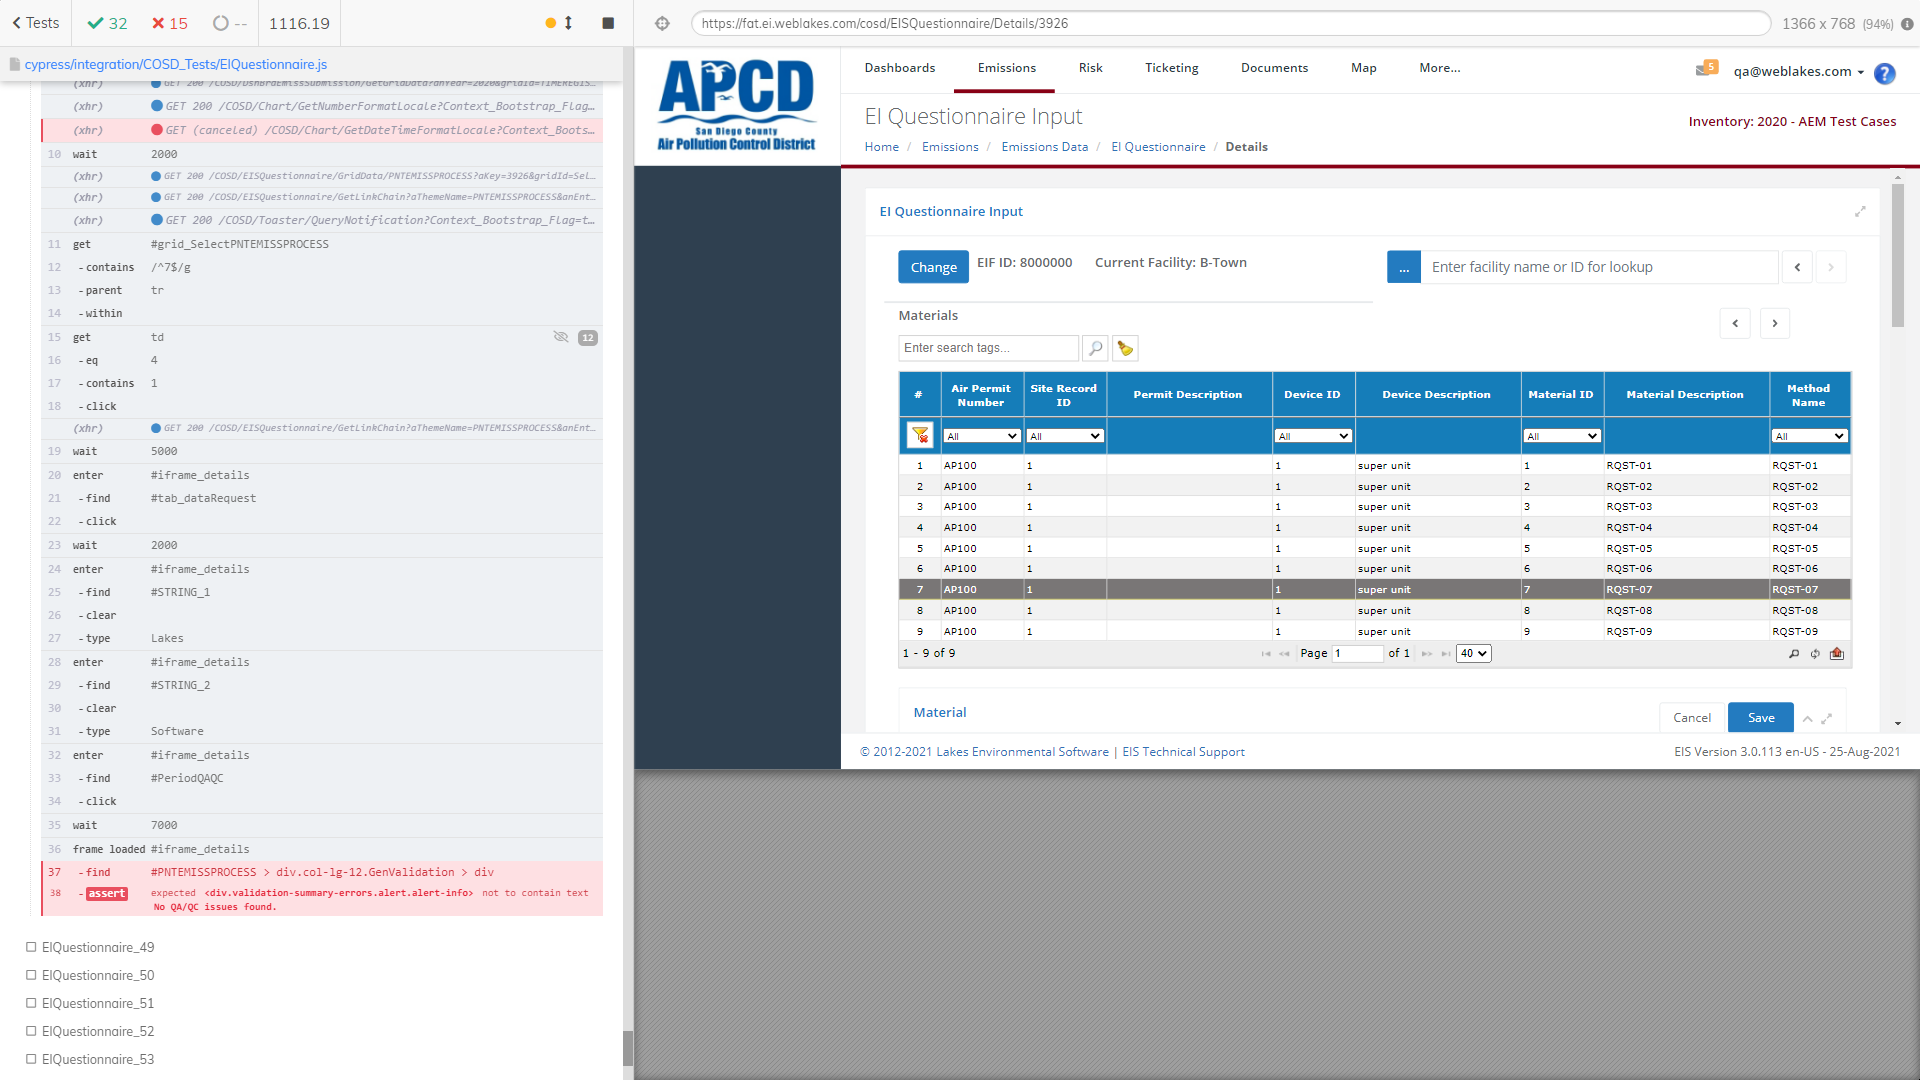 Tests
32
15
--
1116.19
https://fat.ei.weblakes.com/cosd/EISQuestionnaire/Details/3926
1366 x 768 (94%)
cypress/integration/COSD_Tests/EIQuestionnaire.js
(xhr) GET 200 /COSD/Chart/GetNumberFormatLocale?Context_Bootstrap_Flag…
(xhr) GET (canceled) /COSD/Chart/GetDateTimeFormatLocale?Context_Boots…
10 wait 2000
(xhr) GET 200 /COSD/EISQuestionnaire/GridData/PNTEMISSPROCESS?aKey=3926&gridId=Sel…
(xhr) GET 200 /COSD/EISQuestionnaire/GetLinkChain?aThemeName=PNTEMISSPROCESS&anEnt…
(xhr) GET 200 /COSD/Toaster/QueryNotification?Context_Bootstrap_Flag=t…
11 get #grid_SelectPNTEMISSPROCESS
12 -contains /^7$/g
13 -parent tr
14 -within
15 get td 12
16 -eq 4
17 -contains 1
18 -click
(xhr) GET 200 /COSD/EISQuestionnaire/GetLinkChain?aThemeName=PNTEMISSPROCESS&anEnt…
19 wait 5000
20 enter #iframe_details
21 -find #tab_dataRequest
22 -click
23 wait 2000
24 enter #iframe_details
25 -find #STRING_1
26 -clear
27 -type Lakes
28 enter #iframe_details
29 -find #STRING_2
30 -clear
31 -type Software
32 enter #iframe_details
33 -find #PeriodQAQC
34 -click
35 wait 7000
36 frame loaded #iframe_details
37 -find #PNTEMISSPROCESS > div.col-lg-12.GenValidation > div
38 -assert expected <div.validation-summary-errors.alert.alert-info> not to contain text
No QA/QC issues found.
EIQuestionnaire_49
EIQuestionnaire_50
EIQuestionnaire_51
EIQuestionnaire_52
EIQuestionnaire_53
APCD
San Diego County
Air Pollution Control District
Dashboards Emissions Risk Ticketing Documents Map More...
5
qa@weblakes.com
?
EI Questionnaire Input
Inventory: 2020 - AEM Test Cases
Home / Emissions / Emissions Data / EI Questionnaire / Details
EI Questionnaire Input
Change EIF ID: 8000000 Current Facility: B-Town
... Enter facility name or ID for lookup
Materials
Enter search tags...
# Air Permit Number Site Record ID Permit Description Device ID Device Description Material ID Material Description Method Name
All All All All All
1 AP100 1 1 super unit 1 RQST-01 RQST-01
2 AP100 1 1 super unit 2 RQST-02 RQST-02
3 AP100 1 1 super unit 3 RQST-03 RQST-03
4 AP100 1 1 super unit 4 RQST-04 RQST-04
5 AP100 1 1 super unit 5 RQST-05 RQST-05
6 AP100 1 1 super unit 6 RQST-06 RQST-06
7 AP100 1 1 super unit 7 RQST-07 RQST-07
8 AP100 1 1 super unit 8 RQST-08 RQST-08
9 AP100 1 1 super unit 9 RQST-09 RQST-09
1 - 9 of 9 Page 1 of 1 40
Material
Cancel Save
© 2012-2021 Lakes Environmental Software | EIS Technical Support
EIS Version 3.0.113 en-US - 25-Aug-2021